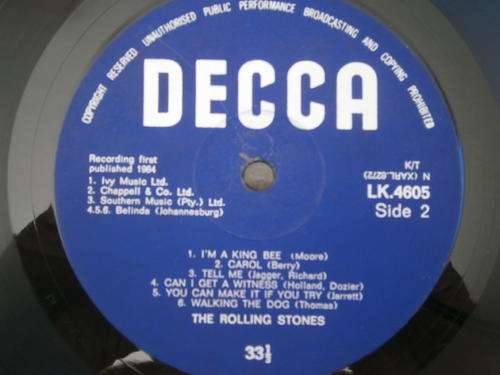 COPYRIGHT RESERVED UNAUTHORISED PUBLIC PERFORMANCE BROADCASTING AND COPYING PROHIBITED
DECCA
Recording first
published 1964
1. Ivy Music Ltd.
2. Chappell & Co. Ltd.
3. Southern Music (Pty.) Ltd.
4.5.6. Belinda (Johannesburg)
K/T
N (XARL.6272)
LK.4605
Side 2
1. I'M A KING BEE (Moore)
2. CAROL (Berry)
3. TELL ME (Jagger, Richard)
4. CAN I GET A WITNESS (Holland, Dozier)
5. YOU CAN MAKE IT IF YOU TRY (Jarrett)
6. WALKING THE DOG (Thomas)
THE ROLLING STONES
33⅓